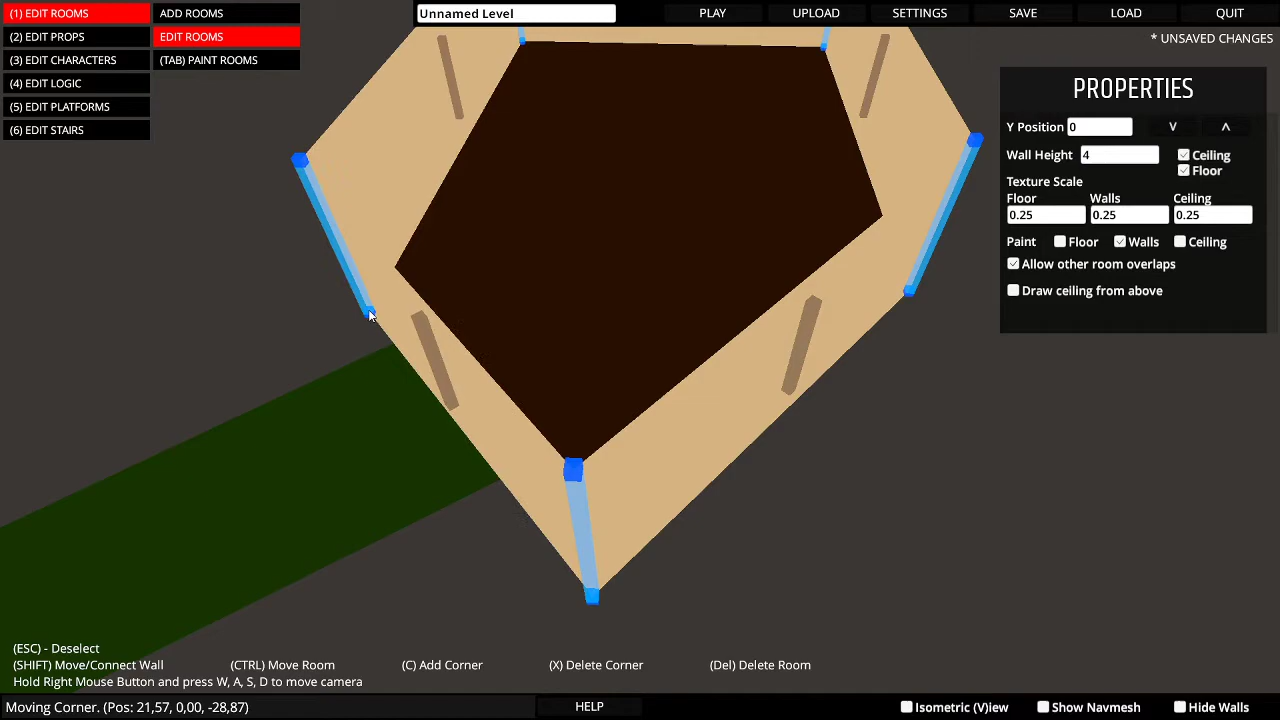 (1) EDIT ROOMS
(2) EDIT PROPS
(3) EDIT CHARACTERS
(4) EDIT LOGIC
(5) EDIT PLATFORMS
(6) EDIT STAIRS
ADD ROOMS
EDIT ROOMS
(TAB) PAINT ROOMS
Unnamed Level
PLAY UPLOAD SETTINGS SAVE LOAD QUIT
* UNSAVED CHANGES
PROPERTIES
Y Position 0 V Λ
Wall Height 4
Ceiling
Floor
Texture Scale
Floor Walls Ceiling
0.25 0.25 0.25
Paint Floor Walls Ceiling
Allow other room overlaps
Draw ceiling from above
(ESC) - Deselect
(SHIFT) Move/Connect Wall (CTRL) Move Room (C) Add Corner (X) Delete Corner (Del) Delete Room
Hold Right Mouse Button and press W, A, S, D to move camera
Moving Corner. (Pos: 21,57, 0,00, -28,87) HELP Isometric (V)iew Show Navmesh Hide Walls